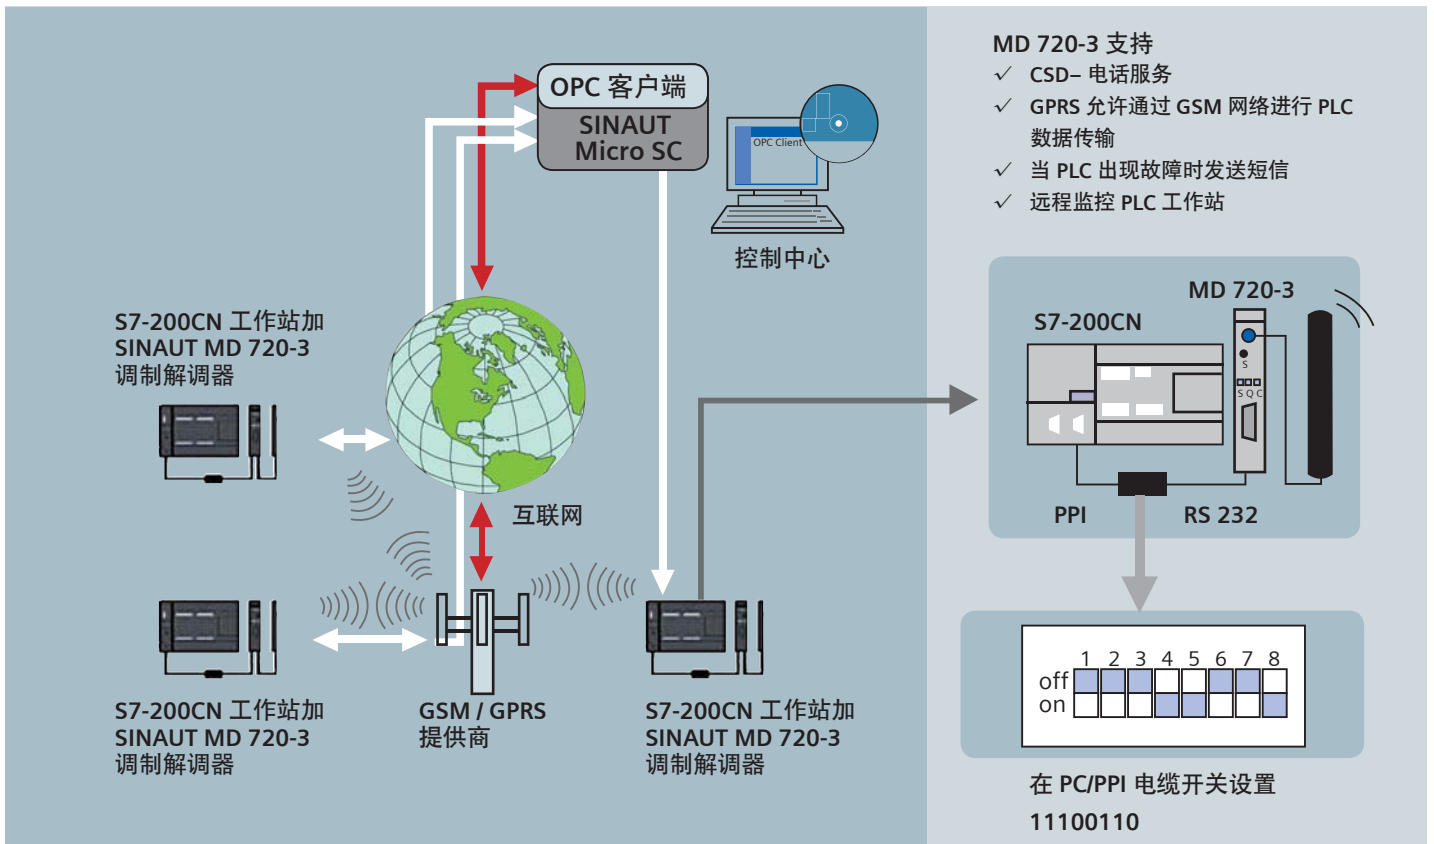 OPC 客户端
SINAUT
Micro SC
OPC Client
控制中心
S7-200CN 工作站加
SINAUT MD 720-3
调制解调器
互联网
S7-200CN 工作站加
SINAUT MD 720-3
调制解调器
GSM / GPRS
提供商
S7-200CN 工作站加
SINAUT MD 720-3
调制解调器
MD 720-3 支持
✓ CSD– 电话服务
✓ GPRS 允许通过 GSM 网络进行 PLC
数据传输
✓ 当 PLC 出现故障时发送短信
✓ 远程监控 PLC 工作站
MD 720-3
S7-200CN
S
S Q C
PPI
RS 232
1 2 3 4 5 6 7 8
off
on
在 PC/PPI 电缆开关设置
11100110